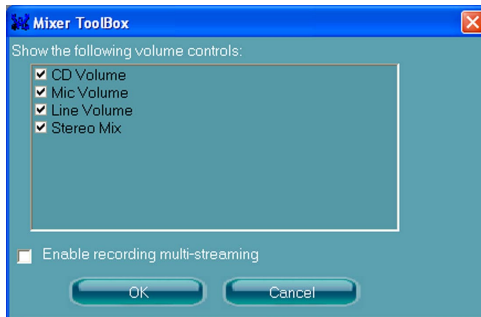 Mixer ToolBox
Show the following volume controls:
CD Volume
Mic Volume
Line Volume
Stereo Mix
Enable recording multi-streaming
OK
Cancel